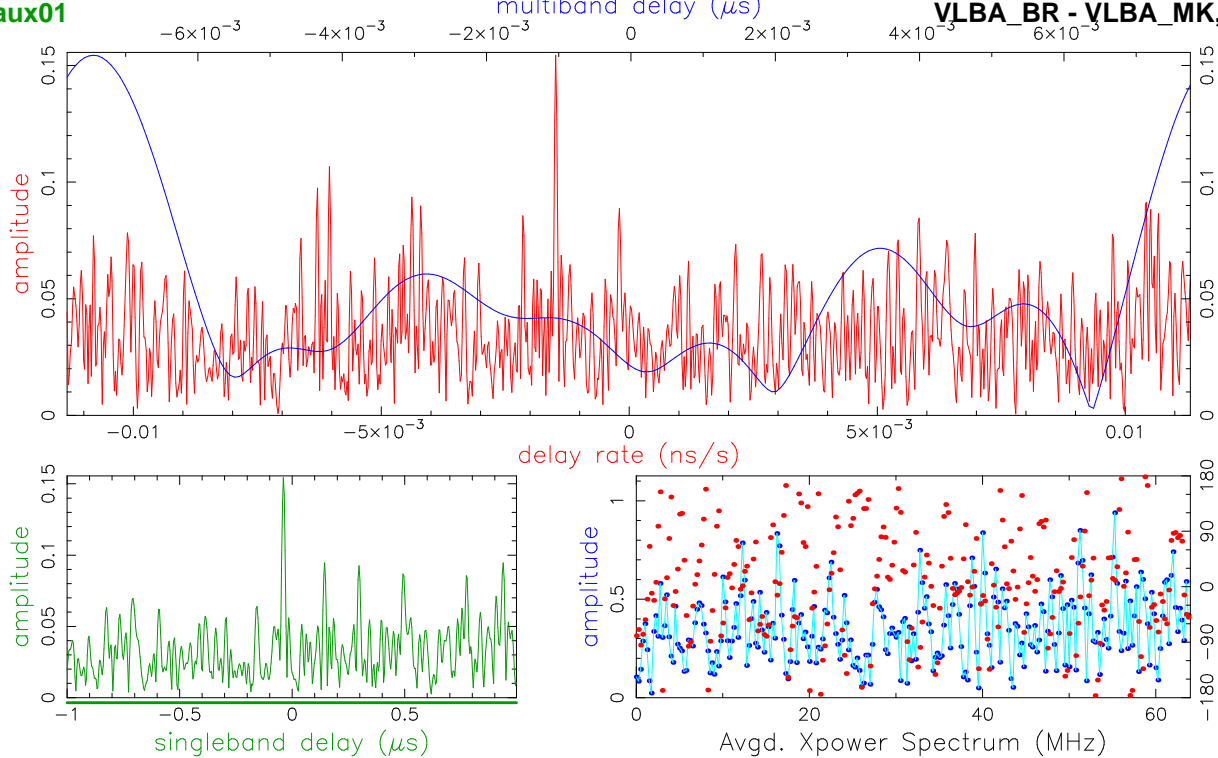 aux01 multiband delay (μs) VLBA_BR - VLBA_MK,
−6×10⁻³ −4×10⁻³ −2×10⁻³ 0 2×10⁻³ 4×10⁻³ 6×10⁻³
amplitude
0.15 0.1 0.05 0
0.15 0.1 0.05 0
−0.01 −5×10⁻³ 0 5×10⁻³ 0.01
delay rate (ns/s)
amplitude
0.15 0.1 0.05 0
−1 −0.5 0 0.5
singleband delay (μs)
amplitude
1 0.5 0
180 90 0 −90 −180
0 20 40 60
Avgd. Xpower Spectrum (MHz)